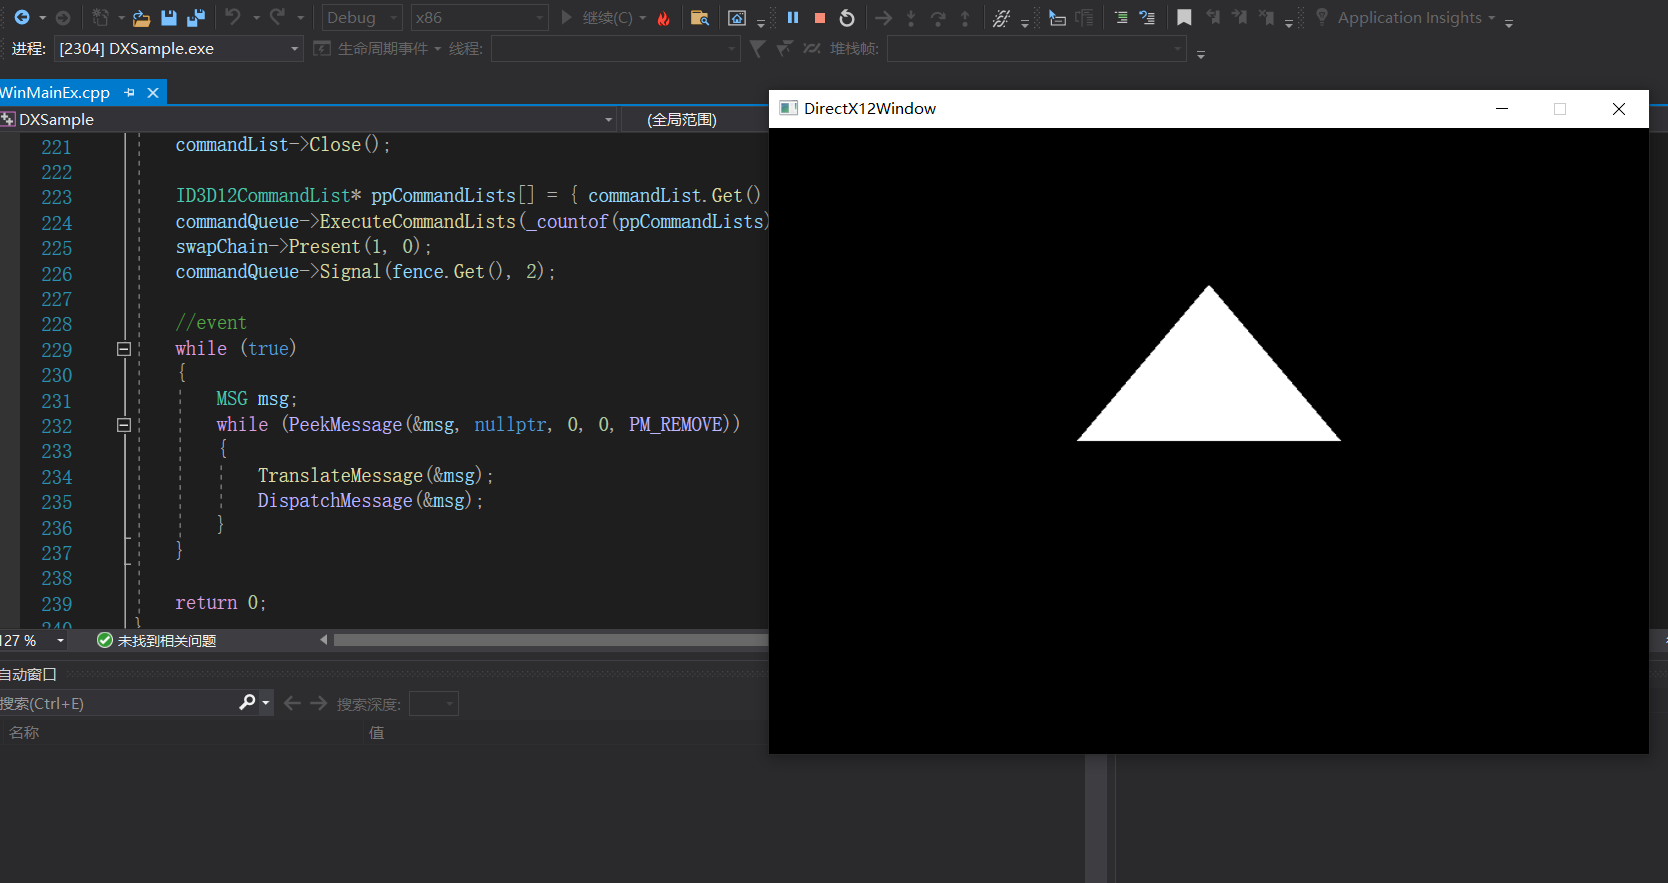 Debug
x86
继续(C)
Application Insights
进程:
[2304] DXSample.exe
生命周期事件
线程:
堆栈帧:
WinMainEx.cpp
DXSample
(全局范围)
221 commandList->Close();
222
223 ID3D12CommandList* ppCommandLists[] = { commandList.Get()
224 commandQueue->ExecuteCommandLists(_countof(ppCommandLists)
225 swapChain->Present(1, 0);
226 commandQueue->Signal(fence.Get(), 2);
227
228 //event
229 while (true)
230 {
231 MSG msg;
232 while (PeekMessage(&msg, nullptr, 0, 0, PM_REMOVE))
233 {
234 TranslateMessage(&msg);
235 DispatchMessage(&msg);
236 }
237 }
238
239 return 0;
240 }
127 %
未找到相关问题
自动窗口
搜索(Ctrl+E)
搜索深度:
名称
值
DirectX12Window